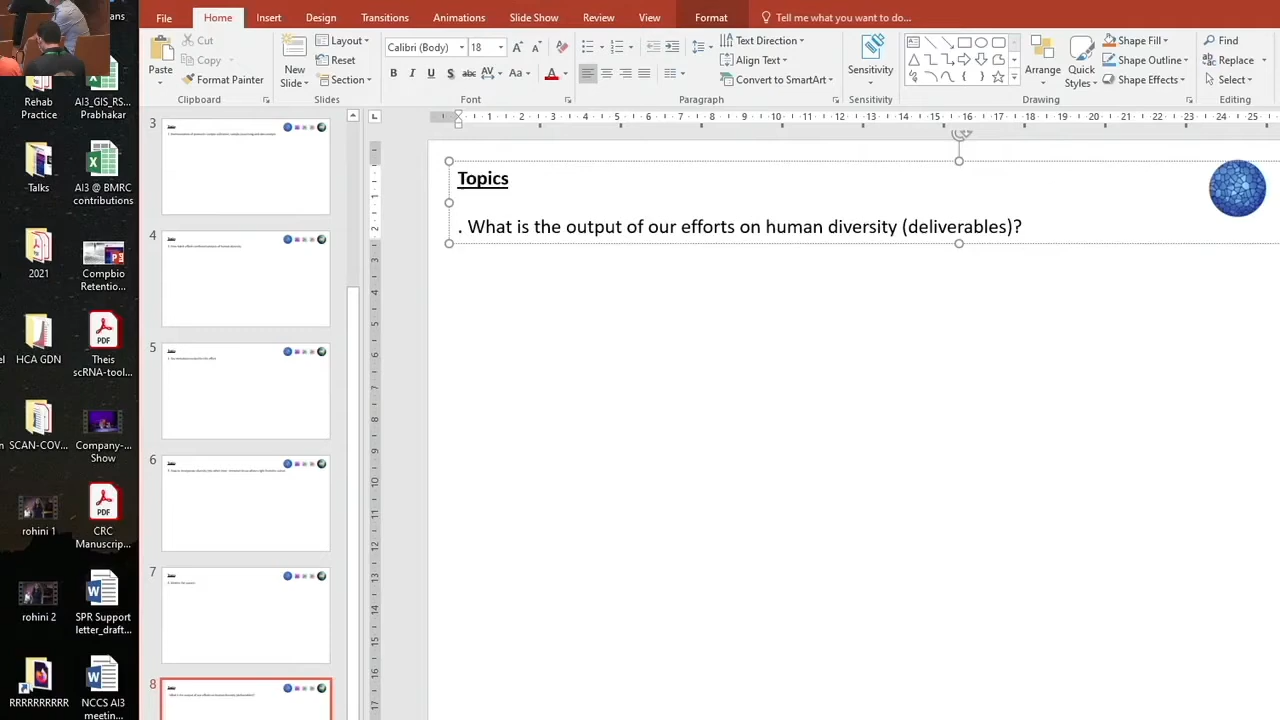 ans
File
Home
Insert
Design
Transitions
Animations
Slide Show
Review
View
Format
Tell me what you want to do...
Paste
Cut
Copy
Format Painter
Clipboard
New
Slide
Layout
Reset
Section
Slides
Calibri (Body)
18
Font
Text Direction
Align Text
Convert to SmartArt
Paragraph
Sensitivity
Sensitivity
Arrange
Quick
Styles
Shape Fill
Shape Outline
Shape Effects
Drawing
Find
Replace
Select
Editing
Rehab
Practice
AI3_GIS_RS...
Prabhakar
Talks
AI3 @ BMRC
contributions
2021
Compbio
Retentio...
el
HCA GDN
Theis
scRNA-tool...
n
SCAN-COV...
Company-...
Show
rohini 1
CRC
Manuscrip...
rohini 2
SPR Support
letter_draft...
RRRRRRRRRR
NCCS AI3
meetin...
3
4
5
6
7
8
Topics
. What is the output of our efforts on human diversity (deliverables)?